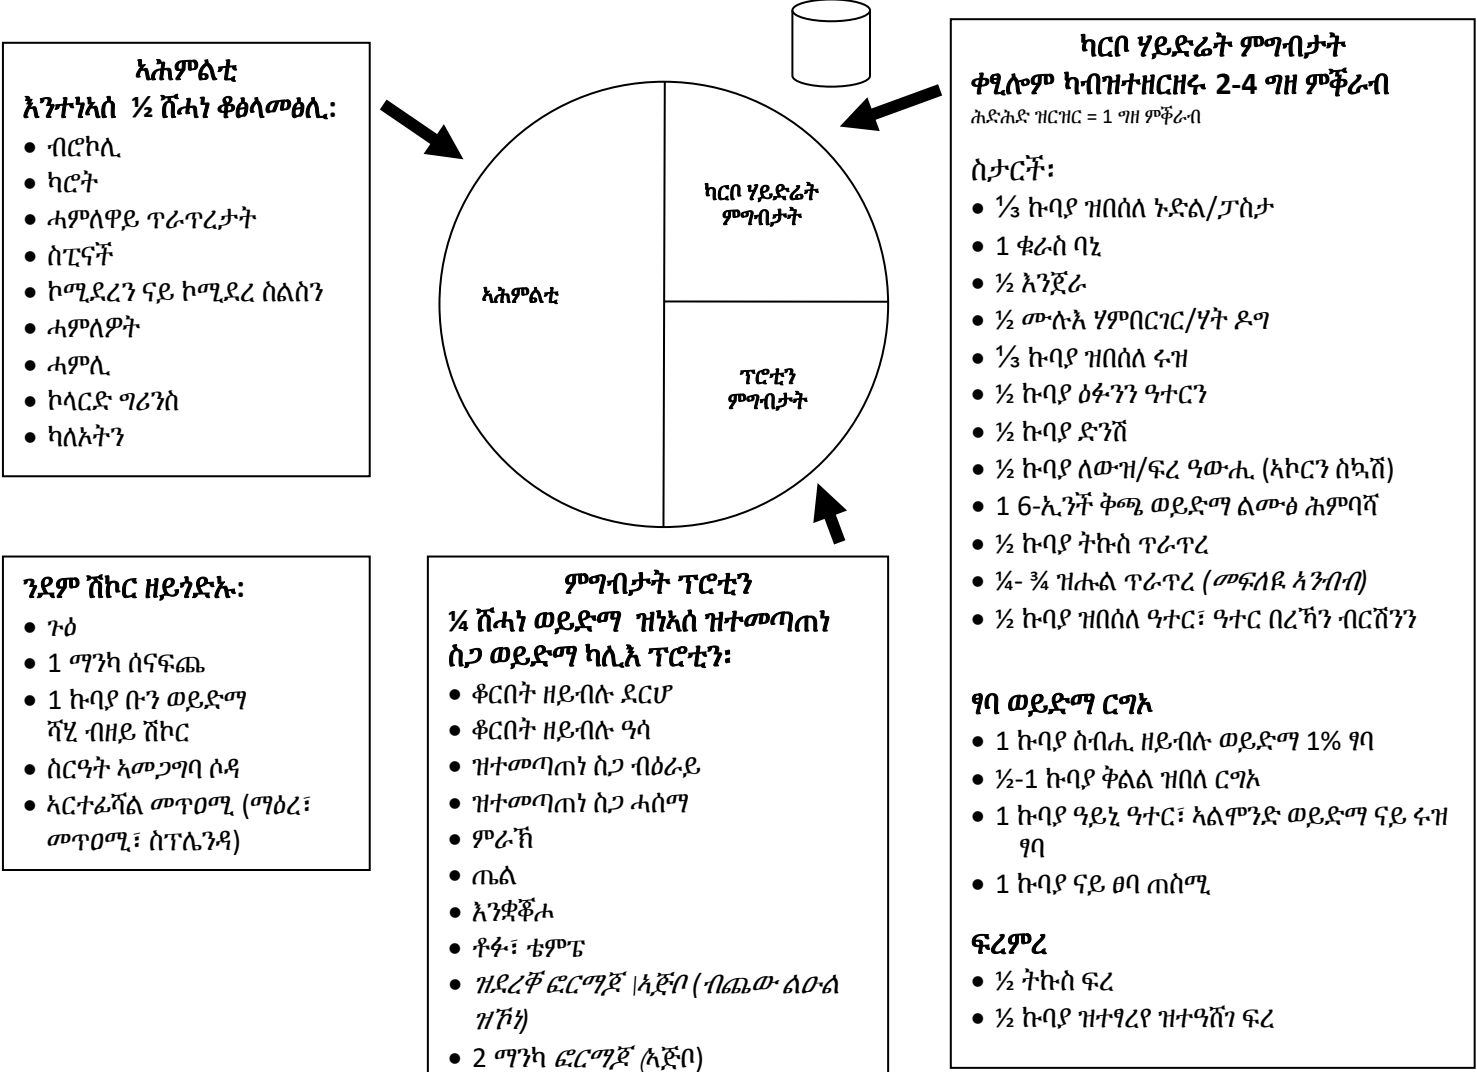 ኣሕምልቲ
እንተነኣሰ ½ ሸሓነ ቆፅላመፅሊ:
• ብሮኮሊ
• ካሮት
• ሓምለዋይ ጥራጥረታት
• ስፒናች
• ኮሚደረን ናይ ኮሚደረ ስልስን
• ሓምለዎት
• ሓምሊ
• ኮላርድ ግሪንስ
• ካለኦትን
ኣሕምልቲ
ካርቦ ሃይድሬት
ምግብታት
ፕሮቲን
ምግብታት
ካርቦ ሃይድሬት ምግብታት
ቀፂሎም ካብዝተዘርዘሩ 2-4 ግዘ ምቕራብ
ሕድሕድ ዝርዝር = 1 ግዘ ምቕራብ
ስታርች፡
• ⅓ ኩባያ ዝበሰለ ኑድል/ፓስታ
• 1 ቁራስ ባኒ
• ½ እንጀራ
• ½ ሙሉእ ሃምበርገር/ሃት ዶግ
• ⅓ ኩባያ ዝበሰለ ሩዝ
• ½ ኩባያ ዕፉንን ዓተርን
• ½ ኩባያ ድንሽ
• ½ ኩባያ ለውዝ/ፍረ ዓውሒ (ኣኮርን ስኳሽ)
• 1 6-ኢንች ቅጫ ወይድማ ልሙፅ ሕምባሻ
• ½ ኩባያ ትኩስ ጥራጥረ
• ¼- ¾ ዝሑል ጥራጥረ (መፍለዪ ኣንብብ)
• ½ ኩባያ ዝበሰለ ዓተር፣ ዓተር በረኻን ብርሽንን
ፃባ ወይድማ ርግኦ
• 1 ኩባያ ስብሒ ዘይብሉ ወይድማ 1% ፃባ
• ½-1 ኩባያ ቅልል ዝበለ ርግኦ
• 1 ኩባያ ዓይኒ ዓተር፣ ኣልሞንድ ወይድማ ናይ ሩዝ
ፃባ
• 1 ኩባያ ናይ ፀባ ጠስሚ
ፍረምረ
• ½ ትኩስ ፍረ
• ½ ኩባያ ዝተፃረየ ዝተዓሸገ ፍረ
ንደም ሽኮር ዘይጎድኡ:
• ጉዕ
• 1 ማንካ ሰናፍጨ
• 1 ኩባያ ቡን ወይድማ
ሻሂ ብዘይ ሽኮር
• ስርዓት ኣመጋግባ ሶዳ
• ኣርተፊሻል መጥዐሚ (ማዕረ፣
መጥዐሚ፣ ስፕሌንዳ)
ምግብታት ፕሮቲን
¼ ሸሓነ ወይድማ ዝነኣሰ ዝተመጣጠነ
ስጋ ወይድማ ካሊእ ፕሮቲን፡
• ቆርበት ዘይብሉ ደርሆ
• ቆርበት ዘይብሉ ዓሳ
• ዝተመጣጠነ ስጋ ብዕራይ
• ዝተመጣጠነ ስጋ ሓሰማ
• ምራኽ
• ጤል
• እንቋቝሖ
• ቶፉ፣ ቴምፔ
• ዝደረቐ ፎርማጆ |ኣጅቦ (ብጨው ልዑል
ዝኾነ)
• 2 ማንካ ፎርማጆ (ኣጅቦ)